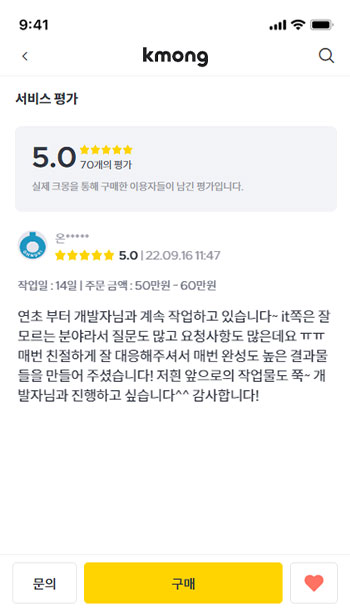 9:41
kmong
서비스 평가
5.0
70개의 평가
실제 크몽을 통해 구매한 이용자들이 남긴 평가입니다.
온*****
5.0 | 22.09.16 11:47
작업일 : 14일 | 주문 금액 : 50만원 - 60만원
연초 부터 개발자님과 계속 작업하고 있습니다~ it쪽은 잘
모르는 분야라서 질문도 많고 요청사항도 많은데요 ㅠㅠ
매번 친절하게 잘 대응해주셔서 매번 완성도 높은 결과물
들을 만들어 주셨습니다! 저흰 앞으로의 작업물도 쭉~ 개
발자님과 진행하고 싶습니다^^ 감사합니다!
문의
구매